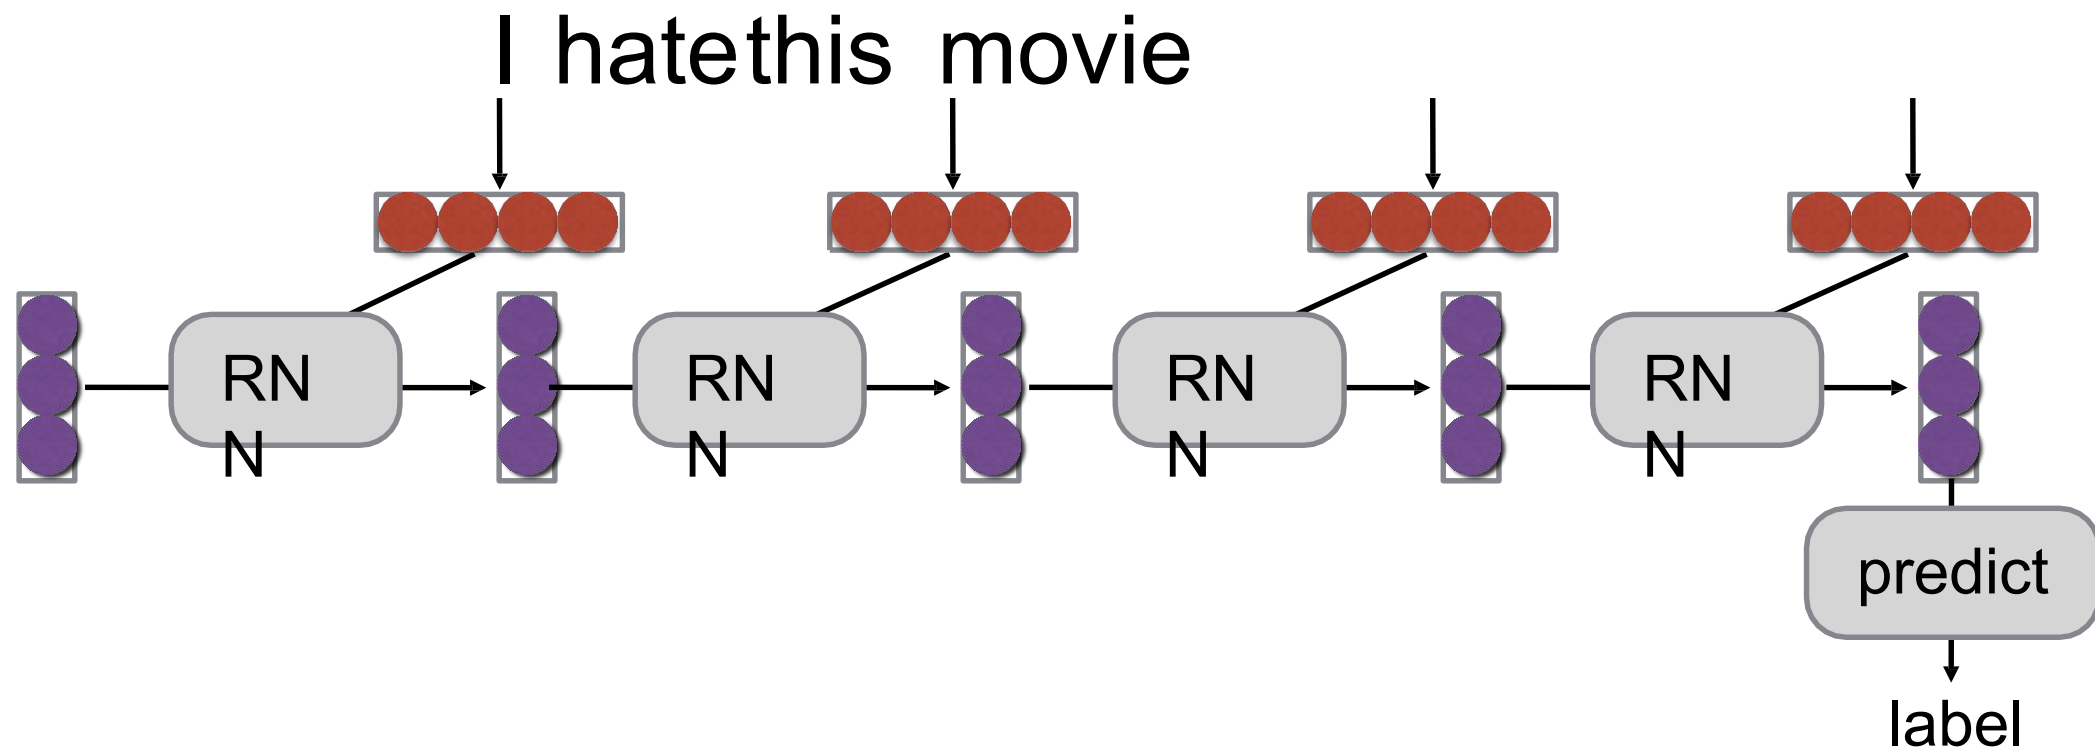 I hatethis movie
RN RN RN RN
N N N N
predict
label